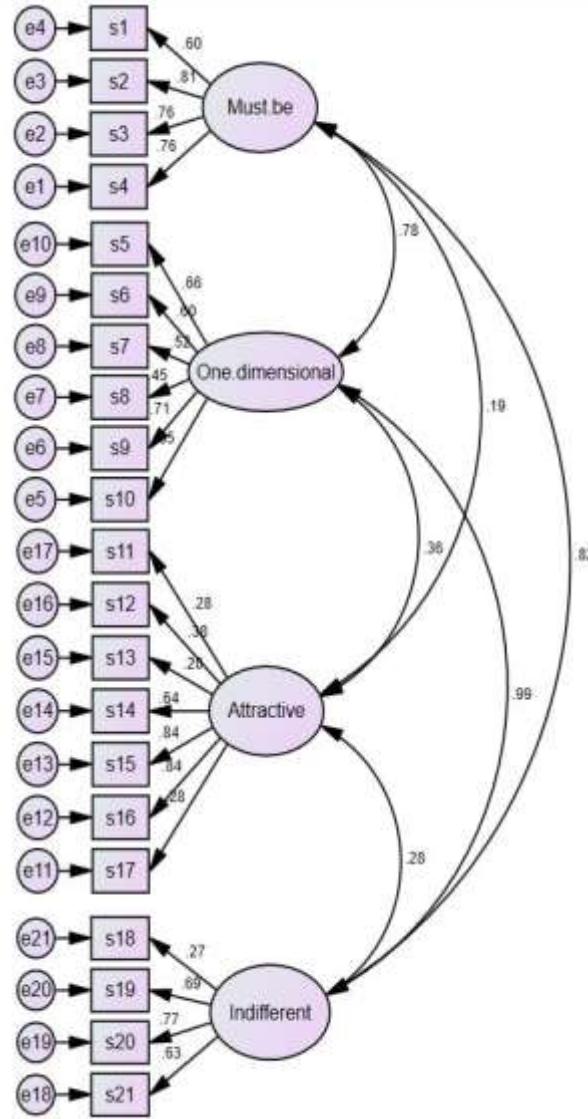 e4 s1
.60
e3 s2
.81
Must.be
e2 s3
.76
e1 s4
.76
e10 s5
.78
e9 s6
.66
.60
e8 s7
.52
One.dimensional
e7 s8
.45
.71
.19
e6 s9
e5 s10
e17 s11
.36
e16 s12
.28
.38
e15 s13
e14 s14
.64
Attractive
.99
e13 s15
.84
e12 s16
.84
.28
e11 s17
.28
e21 s18
.27
e20 s19
.69
Indifferent
e19 s20
.77
e18 s21
.63